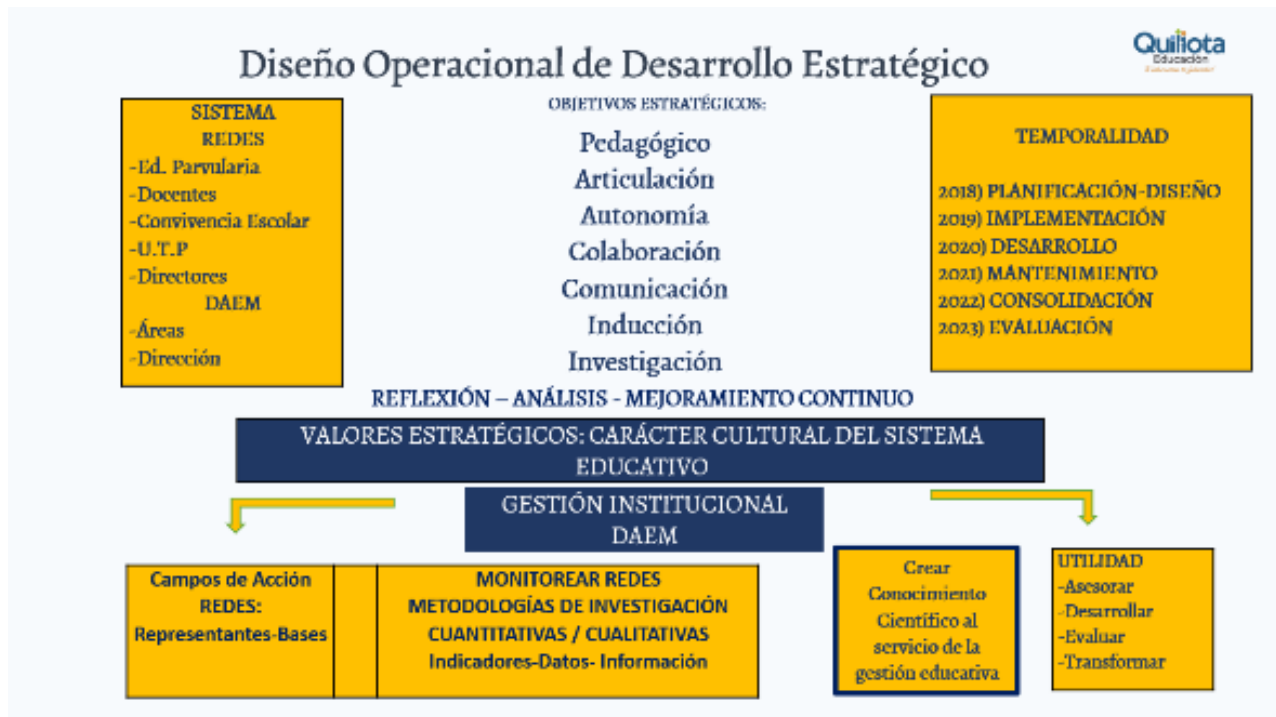 Diseño Operacional de Desarrollo Estratégico
Quillota
Educación
SISTEMA
REDES
-Ed. Parvularia
-Docentes
-Convivencia Escolar
-U.T.P
-Directores
DAEM
-Áreas
-Dirección
OBJETIVOS ESTRATÉGICOS:
Pedagógico
Articulación
Autonomía
Colaboración
Comunicación
Inducción
Investigación
TEMPORALIDAD
2018) PLANIFICACIÓN-DISEÑO
2019) IMPLEMENTACIÓN
2020) DESARROLLO
2021) MANTENIMIENTO
2022) CONSOLIDACIÓN
2023) EVALUACIÓN
REFLEXIÓN – ANÁLISIS - MEJORAMIENTO CONTINUO
VALORES ESTRATÉGICOS: CARÁCTER CULTURAL DEL SISTEMA
EDUCATIVO
GESTIÓN INSTITUCIONAL
DAEM
Campos de Acción
REDES:
Representantes-Bases
MONITOREAR REDES
METODOLOGÍAS DE INVESTIGACIÓN
CUANTITATIVAS / CUALITATIVAS
Indicadores-Datos- Información
Crear
Conocimiento
Científico al
servicio de la
gestión educativa
UTILIDAD
-Asesorar
-Desarrollar
-Evaluar
-Transformar